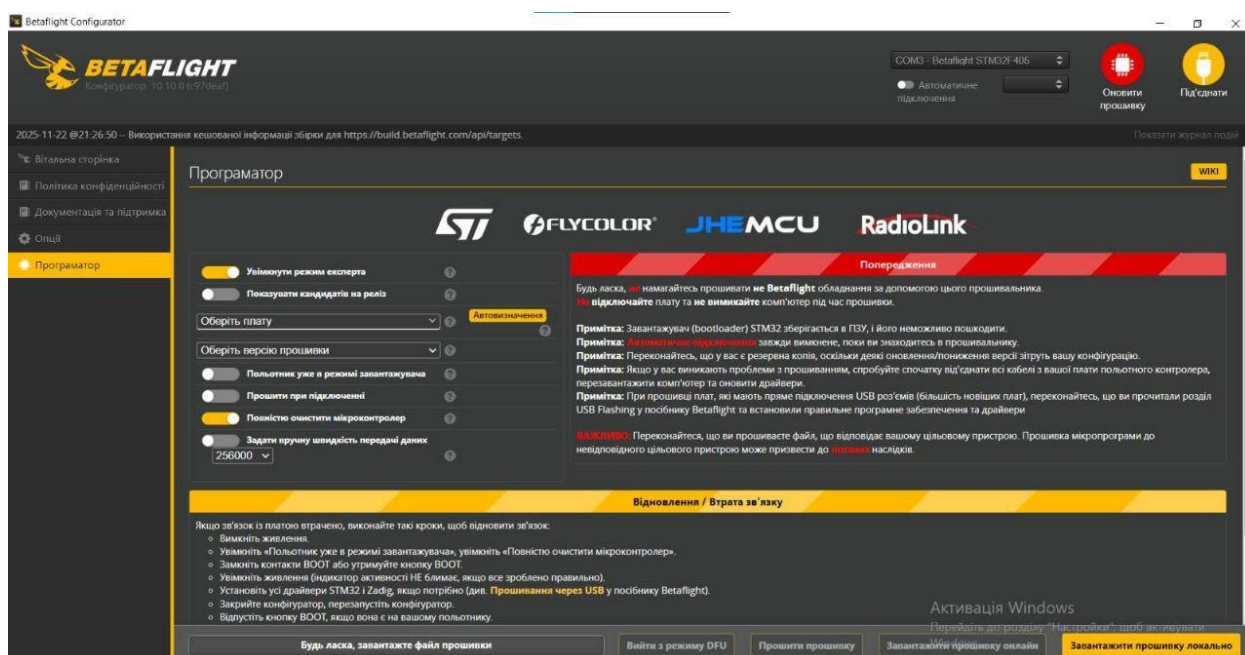 Betaflight Configurator
BETAFLIGHT
Конфігуратор: 10.10.0 (c97deaf)
COM3 - Betaflight STM32F405
Автоматичне підключення
Оновити прошивку
Під'єднати
2025-11-22 @21:26:50 -- Використання кешованої інформації збірки для https://build.betaflight.com/api/targets.
Показати журнал подій
Вітальна сторінка
Політика конфіденційності
Документація та підтримка
Опції
Програматор
Програматор
WIKI
ST
FLYCOLOR
JHEMCU
RadioLink
Увімкнути режим експерта
Показувати кандидатів на реліз
Оберіть плату
Автовизначення
Оберіть версію прошивки
Польотник уже в режимі завантажувача
Прошити при підключенні
Повністю очистити мікроконтролер
Задати вручну швидкість передачі даних
256000
Попередження
Будь ласка, не намагайтесь прошивати не Betaflight обладнання за допомогою цього прошивальника.
Не відключайте плату та не вимикайте комп'ютер під час прошивки.
Примітка: Завантажувач (bootloader) STM32 зберігається в ПЗУ, і його неможливо пошкодити.
Примітка: Автоматичне підключення завжди вимкнене, поки ви знаходитесь в прошивальнику.
Примітка: Переконайтесь, що у вас є резервна копія, оскільки деякі оновлення/пониження версії зітруть вашу конфігурацію.
Примітка: Якщо у вас виникають проблеми з прошиванням, спробуйте спочатку від'єднати всі кабелі з вашої плати польотного контролера,
перезавантажити комп'ютер та оновити драйвери.
Примітка: При прошивці плат, які мають пряме підключення USB роз'ємів (більшість новіших плат), переконайтесь, що ви прочитали розділ
USB Flashing у посібнику Betaflight та встановили правильне програмне забезпечення та драйвери
ВАЖЛИВО: Переконайтеся, що ви прошиваєте файл, що відповідає вашому цільовому пристрою. Прошивка мікропрограми до
невідповідного цільового пристрою може призвести до поганих наслідків.
Відновлення / Втрата зв'язку
Якщо зв'язок із платою втрачено, виконайте такі кроки, щоб відновити зв'язок:
Вимкніть живлення.
Увімкніть «Польотник уже в режимі завантажувача», увімкніть «Повністю очистити мікроконтролер».
Замкніть контакти BOOT або утримуйте кнопку BOOT.
Увімкніть живлення (індикатор активності НЕ блимає, якщо все зроблено правильно).
Установіть усі драйвери STM32 і Zadig, якщо потрібно (див. Прошивання через USB у посібнику Betaflight).
Закрийте конфігуратор, перезапустіть конфігуратор.
Відпустіть кнопку BOOT, якщо вона є на вашому польотнику.
Активація Windows
Перейдіть до розділу "Настройки", щоб активувати
Windows.
Будь ласка, завантажте файл прошивки
Вийти з режиму DFU
Прошити прошивку
Завантажити прошивку онлайн
Завантажити прошивку локально